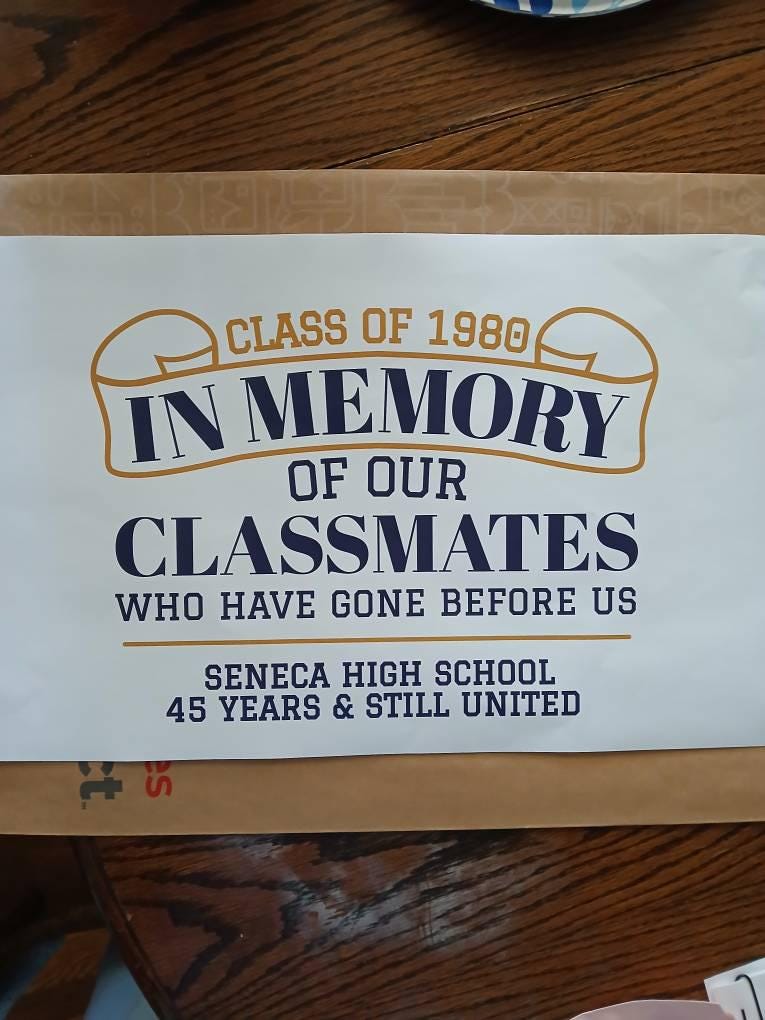 CLASS OF 1980
IN MEMORY
OF OUR
CLASSMATES
WHO HAVE GONE BEFORE US
SENECA HIGH SCHOOL
45 YEARS & STILL UNITED